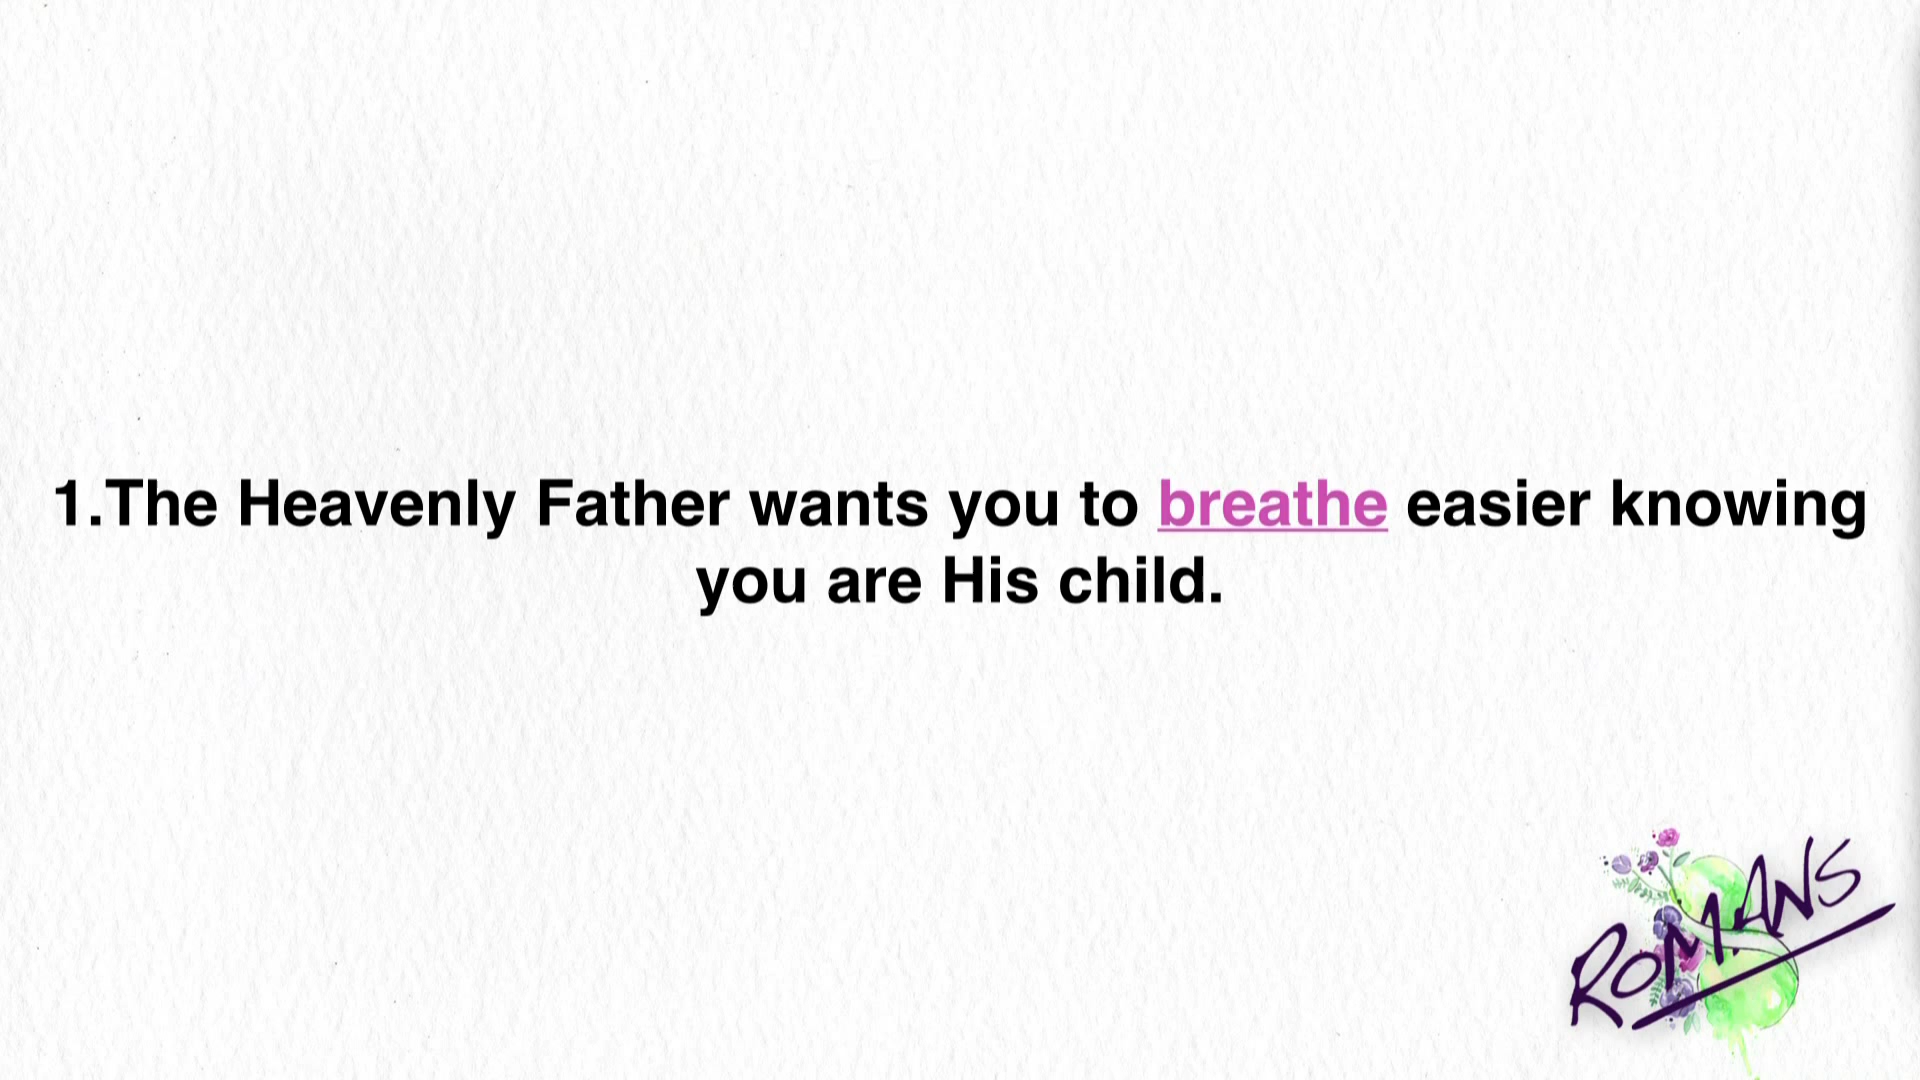 1.The Heavenly Father wants you to breathe easier knowing
you are His child.
ROMANS